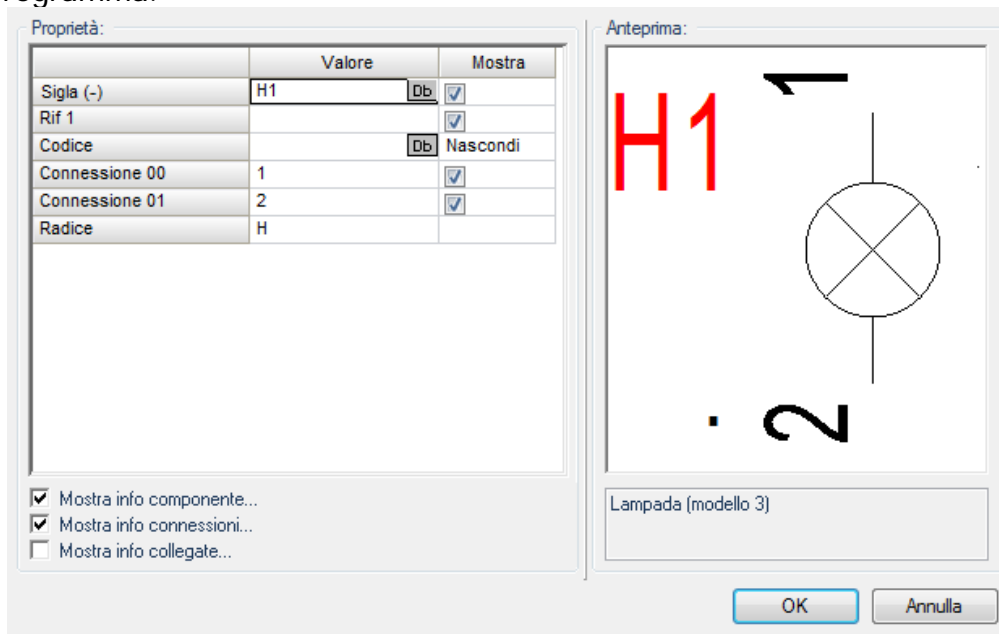 rogramma.
Proprietà:
Valore Mostra
Sigla (-) H1 Db
Rif 1
Codice Db Nascondi
Connessione 00 1
Connessione 01 2
Radice H
Mostra info componente...
Mostra info connessioni...
Mostra info collegate...
Anteprima:
H1 1
2
Lampada (modello 3)
OK Annulla